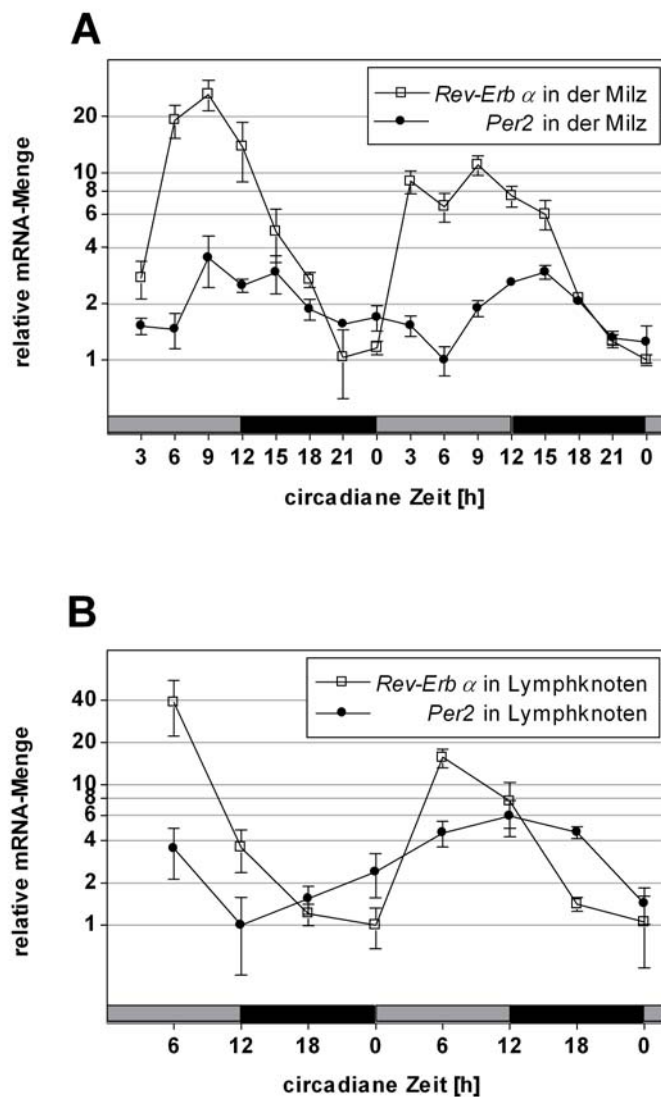 A
Rev-Erb α in der Milz
Per2 in der Milz
relative mRNA-Menge
20
10
8
6
4
2
1
3 6 9 12 15 18 21 0 3 6 9 12 15 18 21 0
circadiane Zeit [h]
B
Rev-Erb α in Lymphknoten
Per2 in Lymphknoten
relative mRNA-Menge
40
20
10
8
6
4
2
1
6 12 18 0 6 12 18 0
circadiane Zeit [h]